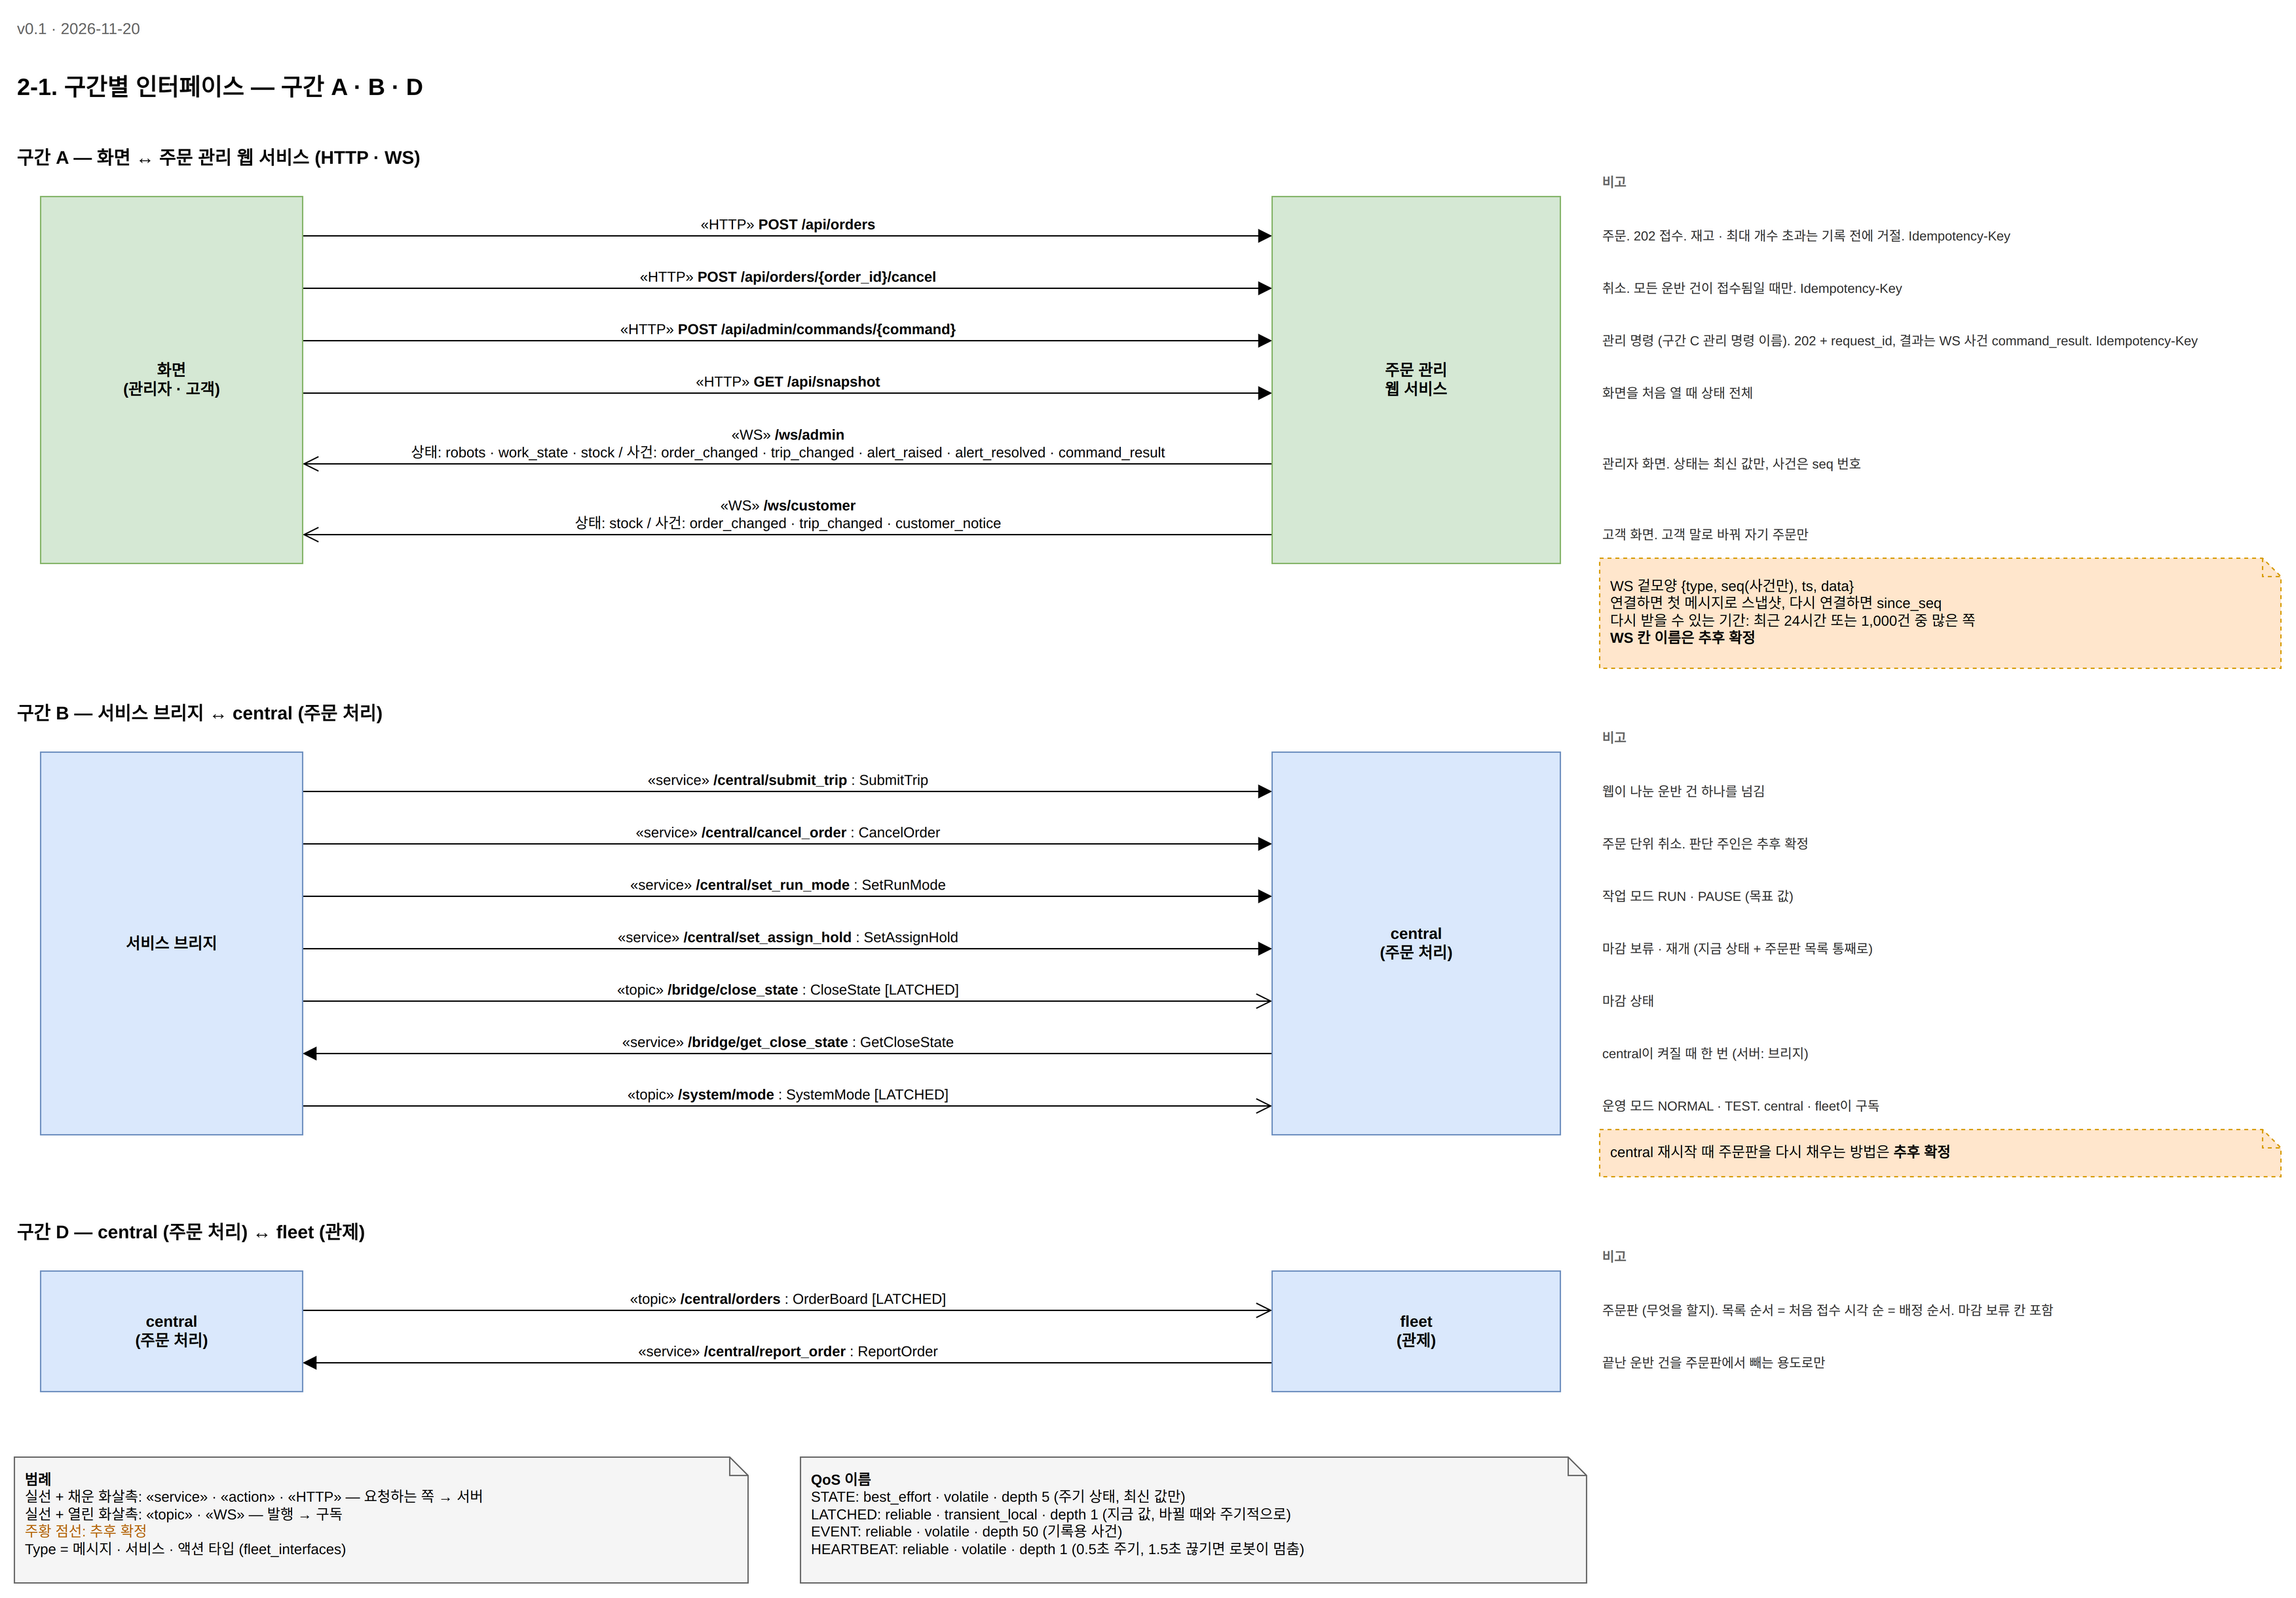 v0.1 · 2026-11-20
2-1. 구간별 인터페이스 — 구간 A · B · D
구간 A — 화면 ↔ 주문 관리 웹 서비스 (HTTP · WS)
비고
화면
(관리자 · 고객)
주문 관리
웹 서비스
«HTTP» POST /api/orders
주문. 202 접수. 재고 · 최대 개수 초과는 기록 전에 거절. Idempotency-Key
«HTTP» POST /api/orders/{order_id}/cancel
취소. 모든 운반 건이 접수됨일 때만. Idempotency-Key
«HTTP» POST /api/admin/commands/{command}
관리 명령 (구간 C 관리 명령 이름). 202 + request_id, 결과는 WS 사건 command_result. Idempotency-Key
«HTTP» GET /api/snapshot
화면을 처음 열 때 상태 전체
«WS» /ws/admin
상태: robots · work_state · stock / 사건: order_changed · trip_changed · alert_raised · alert_resolved · command_result
관리자 화면. 상태는 최신 값만, 사건은 seq 번호
«WS» /ws/customer
상태: stock / 사건: order_changed · trip_changed · customer_notice
고객 화면. 고객 말로 바꿔 자기 주문만
WS 겉모양 {type, seq(사건만), ts, data}
연결하면 첫 메시지로 스냅샷, 다시 연결하면 since_seq
다시 받을 수 있는 기간: 최근 24시간 또는 1,000건 중 많은 쪽
WS 칸 이름은 추후 확정
구간 B — 서비스 브리지 ↔ central (주문 처리)
비고
서비스 브리지
central
(주문 처리)
«service» /central/submit_trip : SubmitTrip
웹이 나눈 운반 건 하나를 넘김
«service» /central/cancel_order : CancelOrder
주문 단위 취소. 판단 주인은 추후 확정
«service» /central/set_run_mode : SetRunMode
작업 모드 RUN · PAUSE (목표 값)
«service» /central/set_assign_hold : SetAssignHold
마감 보류 · 재개 (지금 상태 + 주문판 목록 통째로)
«topic» /bridge/close_state : CloseState [LATCHED]
마감 상태
«service» /bridge/get_close_state : GetCloseState
central이 켜질 때 한 번 (서버: 브리지)
«topic» /system/mode : SystemMode [LATCHED]
운영 모드 NORMAL · TEST. central · fleet이 구독
central 재시작 때 주문판을 다시 채우는 방법은 추후 확정
구간 D — central (주문 처리) ↔ fleet (관제)
비고
central
(주문 처리)
fleet
(관제)
«topic» /central/orders : OrderBoard [LATCHED]
주문판 (무엇을 할지). 목록 순서 = 처음 접수 시각 순 = 배정 순서. 마감 보류 칸 포함
«service» /central/report_order : ReportOrder
끝난 운반 건을 주문판에서 빼는 용도로만
범례
실선 + 채운 화살촉: «service» · «action» · «HTTP» — 요청하는 쪽 → 서버
실선 + 열린 화살촉: «topic» · «WS» — 발행 → 구독
주황 점선: 추후 확정
Type = 메시지 · 서비스 · 액션 타입 (fleet_interfaces)
QoS 이름
STATE: best_effort · volatile · depth 5 (주기 상태, 최신 값만)
LATCHED: reliable · transient_local · depth 1 (지금 값, 바뀔 때와 주기적으로)
EVENT: reliable · volatile · depth 50 (기록용 사건)
HEARTBEAT: reliable · volatile · depth 1 (0.5초 주기, 1.5초 끊기면 로봇이 멈춤)